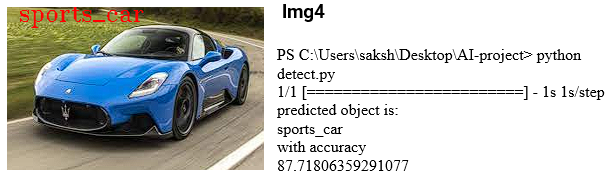 sports_car
Img4
PS C:\Users\saksh\Desktop\AI-project> python
detect.py
1/1 [========================] - 1s 1s/step
predicted object is:
sports_car
with accuracy
87.71806359291077